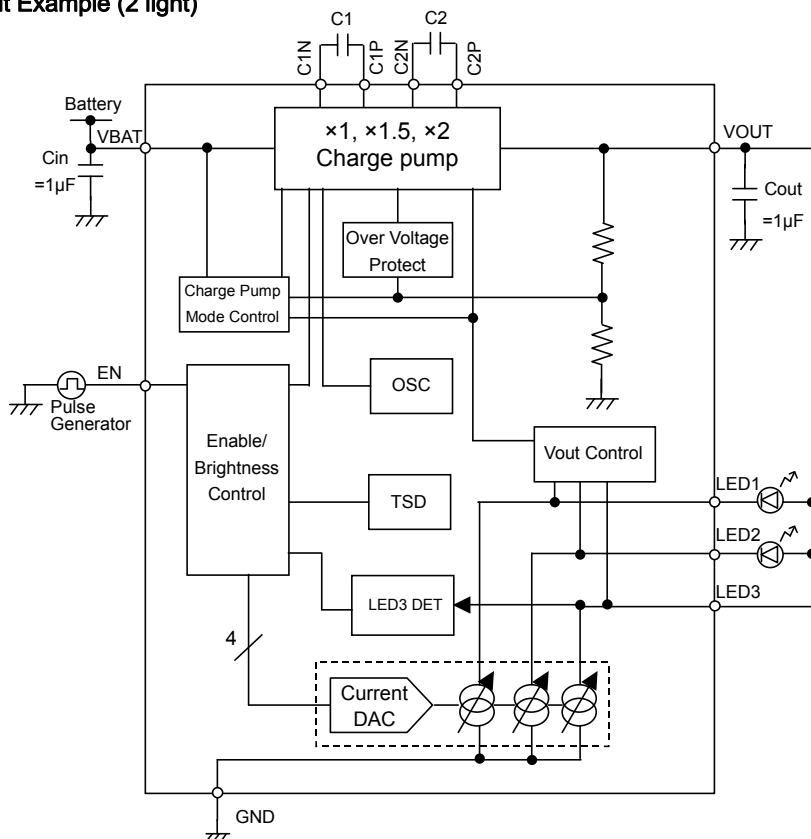 t Example (2 light)
C1
C2
C1N
C1P
C2N
C2P
Battery
VBAT
Cin
=1μF
×1, ×1.5, ×2
Charge pump
VOUT
Cout
=1μF
Over Voltage
Protect
Charge Pump
Mode Control
EN
Pulse
Generator
OSC
Enable/
Brightness
Control
Vout Control
TSD
LED1
LED2
LED3
LED3 DET
4
Current
DAC
GND